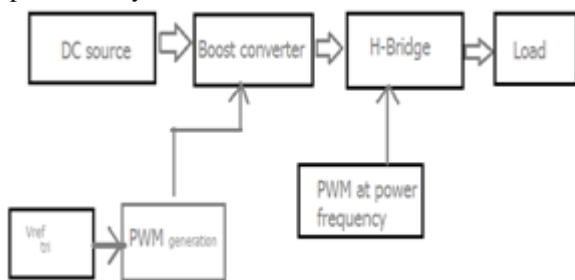 DC source
Boost converter
H-Bridge
Load
PWM at power
frequency
Vref
tri
PWM generation